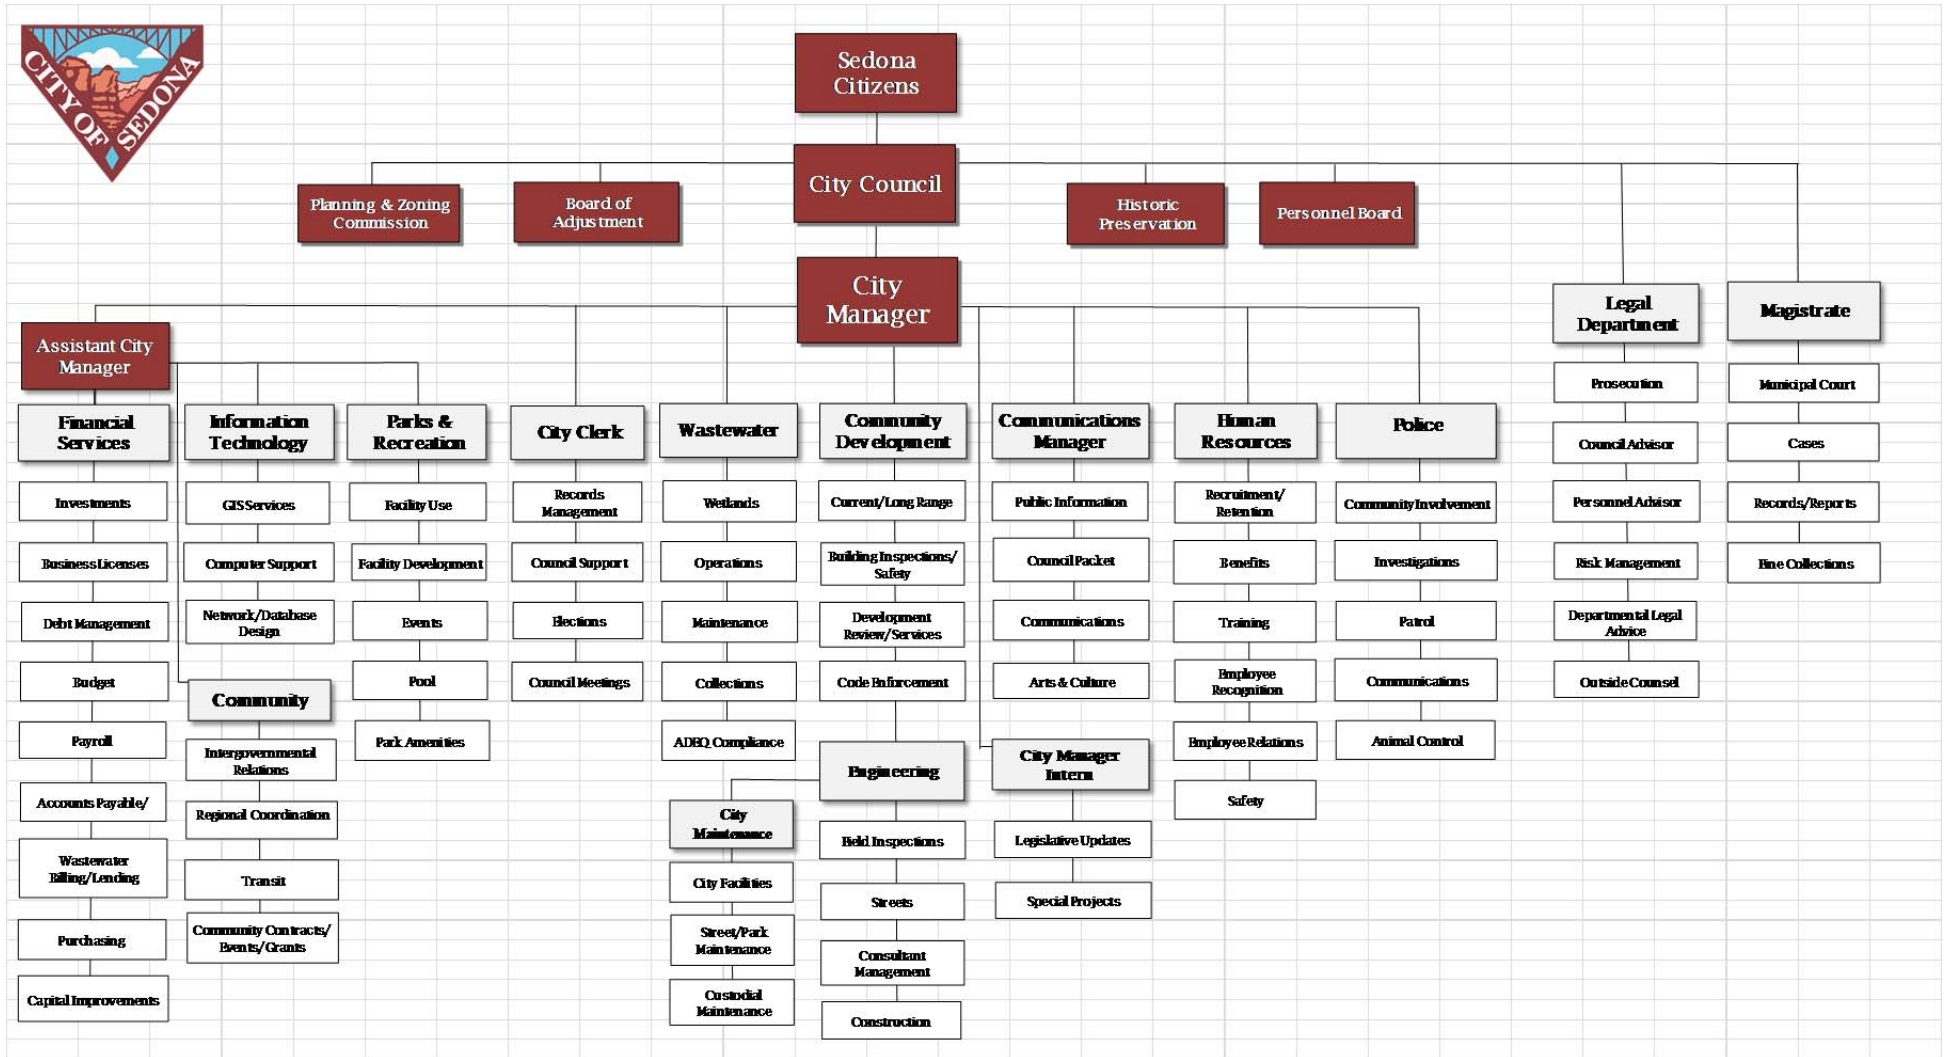 CITY OF SEDONA
Sedona
Citizens
City Council
Planning & Zoning
Commission
Board of
Adjustment
Historic
Preservation
Personnel Board
City
Manager
Legal
Department
Magistrate
Assistant City
Manager
Financial
Services
Investments
Business Licenses
Debt Management
Budget
Payroll
Accounts Payable/
Wastewater
Billing/Lending
Purchasing
Capital Improvements
Information
Technology
GIS Services
Computer Support
Network/Database
Design
Community
Intergovernmental
Relations
Regional Coordination
Transit
Community Contracts/
Events/Grants
Parks &
Recreation
Facility Use
Facility Development
Events
Pool
Park Amenities
City Clerk
Records
Management
Council Support
Elections
Council Meetings
Wastewater
Wetlands
Operations
Maintenance
Collections
ADEQ Compliance
City
Maintenance
City Facilities
Street/Park
Maintenance
Custodial
Maintenance
Community
Development
Current/Long Range
Building Inspections/
Safety
Development
Review/Services
Code Enforcement
Engineering
Field Inspections
Streets
Consultant
Management
Construction
Communications
Manager
Public Information
Council Packet
Communications
Arts & Culture
City Manager
Intern
Legislative Updates
Special Projects
Human
Resources
Recruitment/
Retention
Benefits
Training
Employee
Recognition
Employee Relations
Safety
Police
Community Involvement
Investigations
Patrol
Communications
Animal Control
Prosecution
Council Advisor
Personnel Advisor
Risk Management
Departmental Legal
Advice
Outside Counsel
Municipal Court
Cases
Records/Reports
Fine Collections